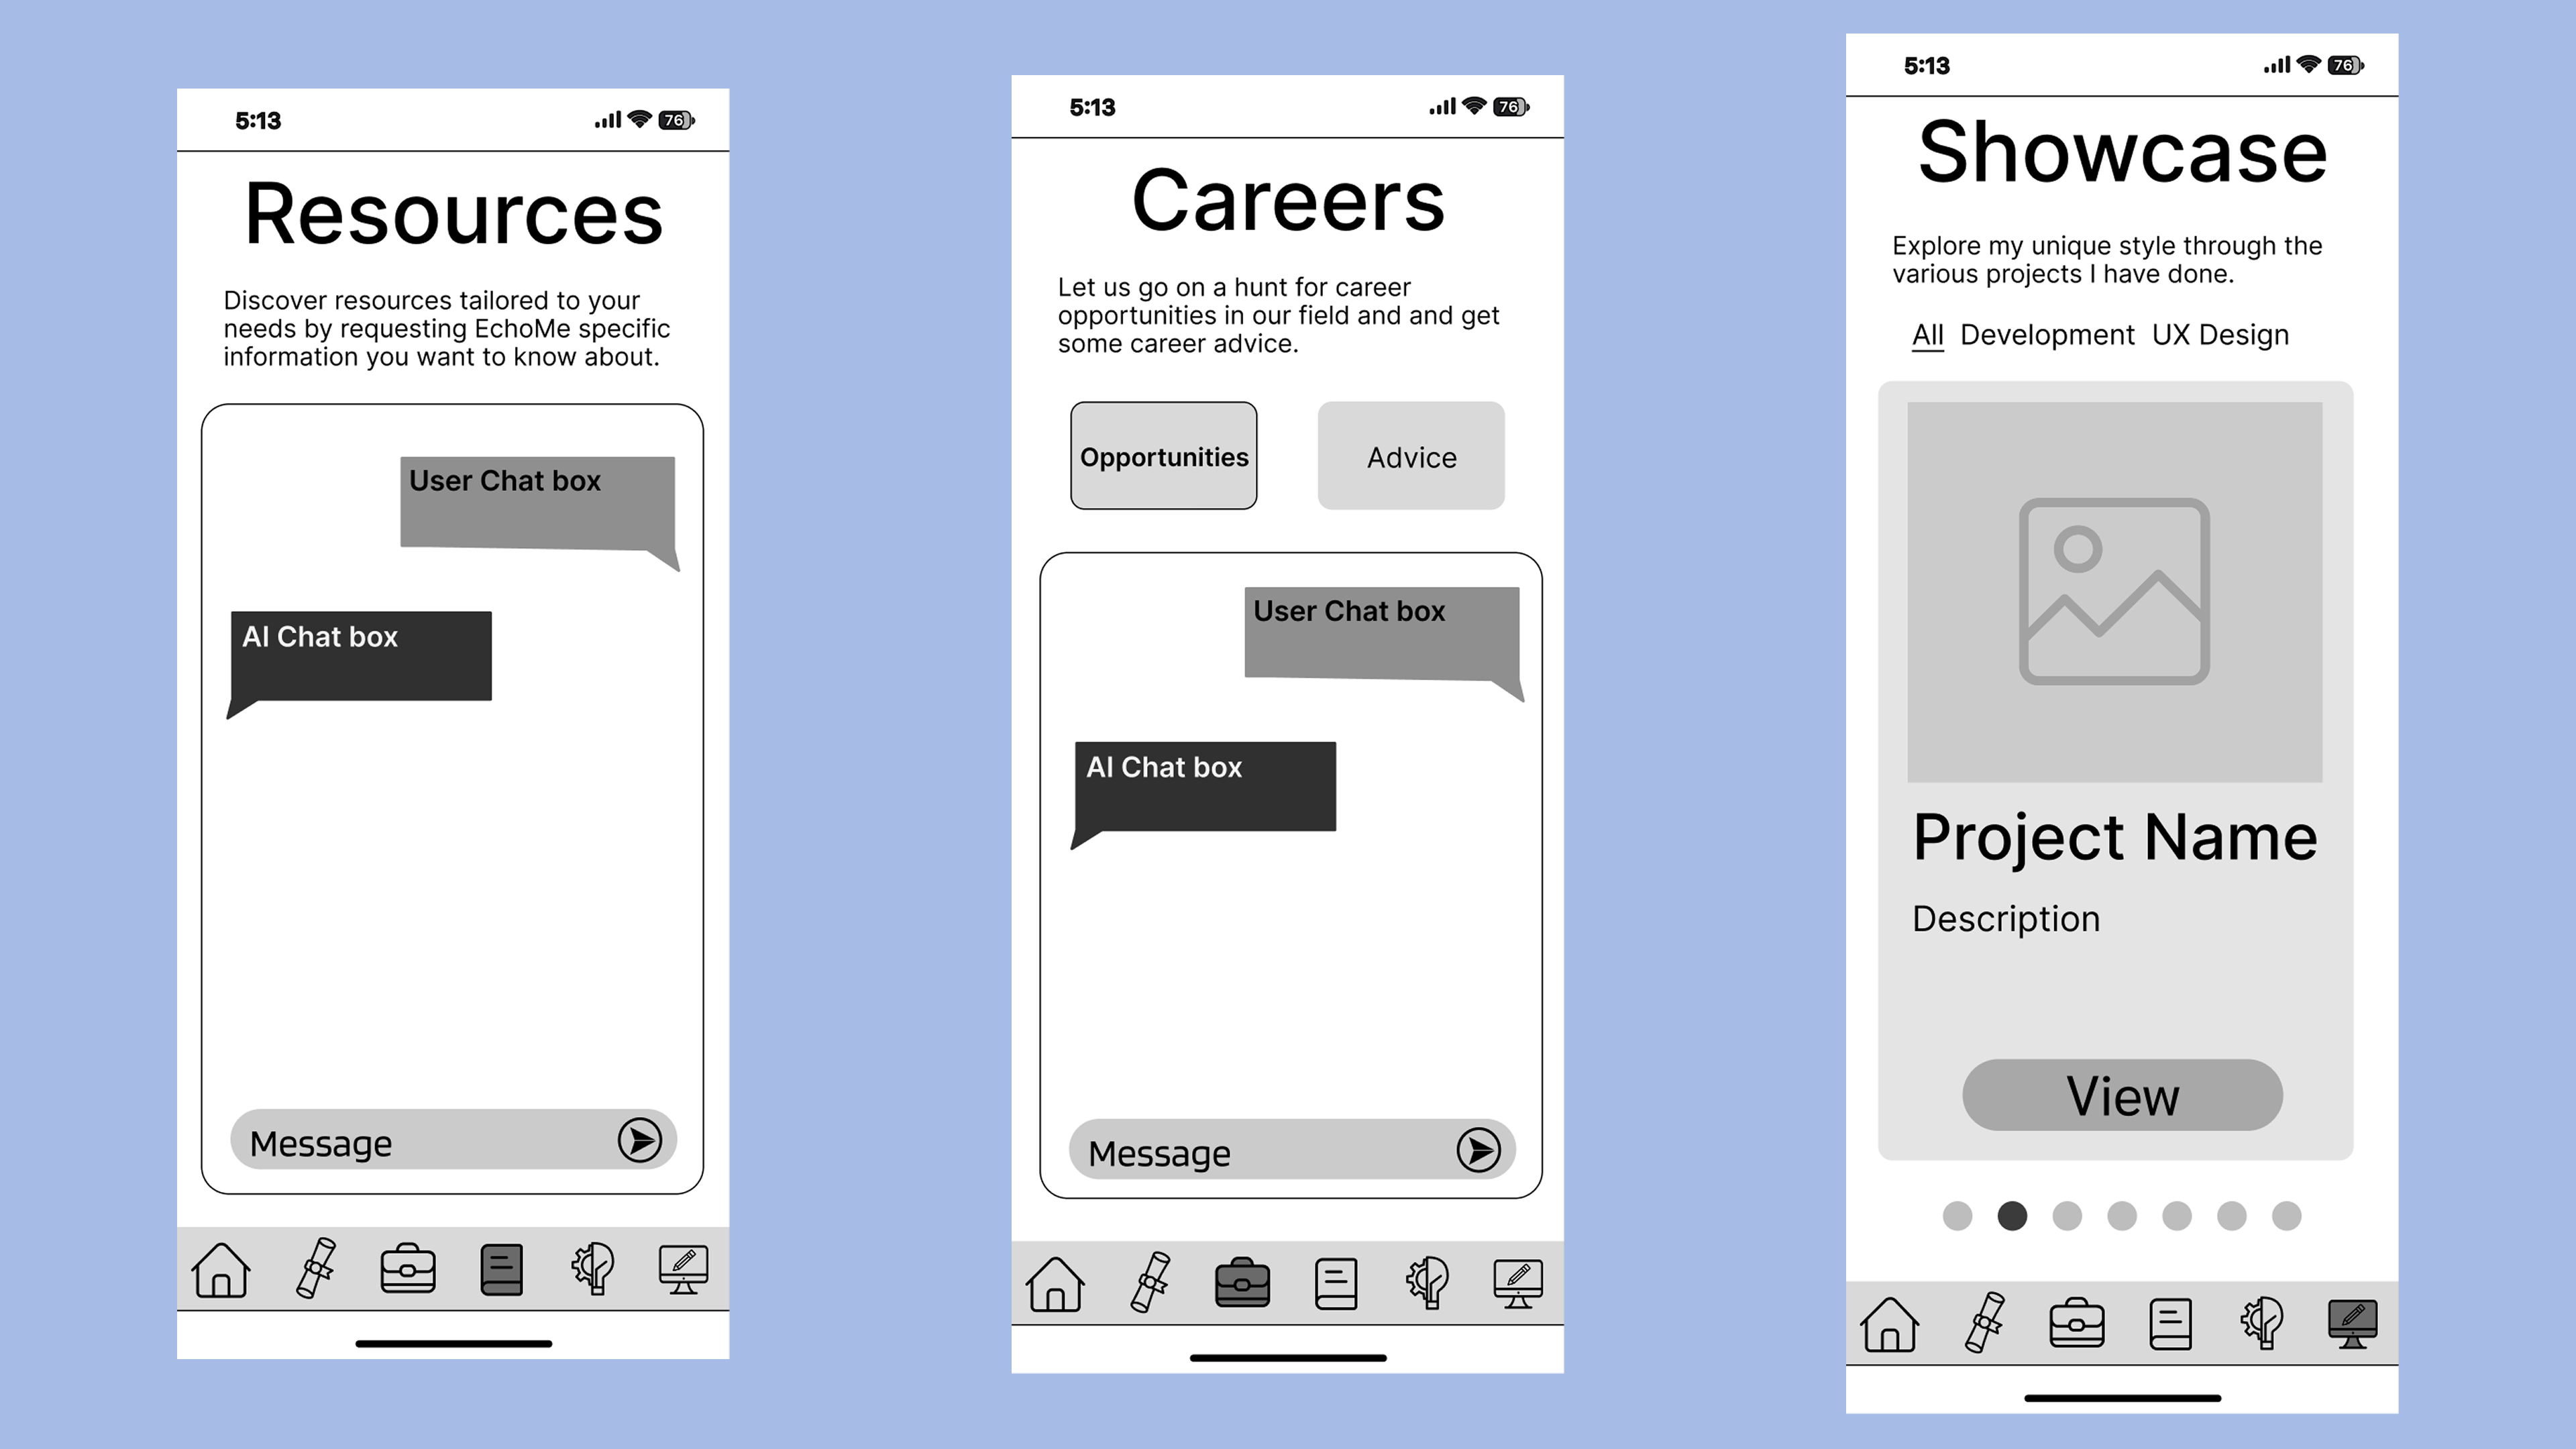 5:13
76
Resources
Discover resources tailored to your
needs by requesting EchoMe specific
information you want to know about.
User Chat box
AI Chat box
Message
5:13
76
Careers
Let us go on a hunt for career
opportunities in our field and and get
some career advice.
Opportunities
Advice
User Chat box
AI Chat box
Message
5:13
76
Showcase
Explore my unique style through the
various projects I have done.
All Development UX Design
Project Name
Description
View